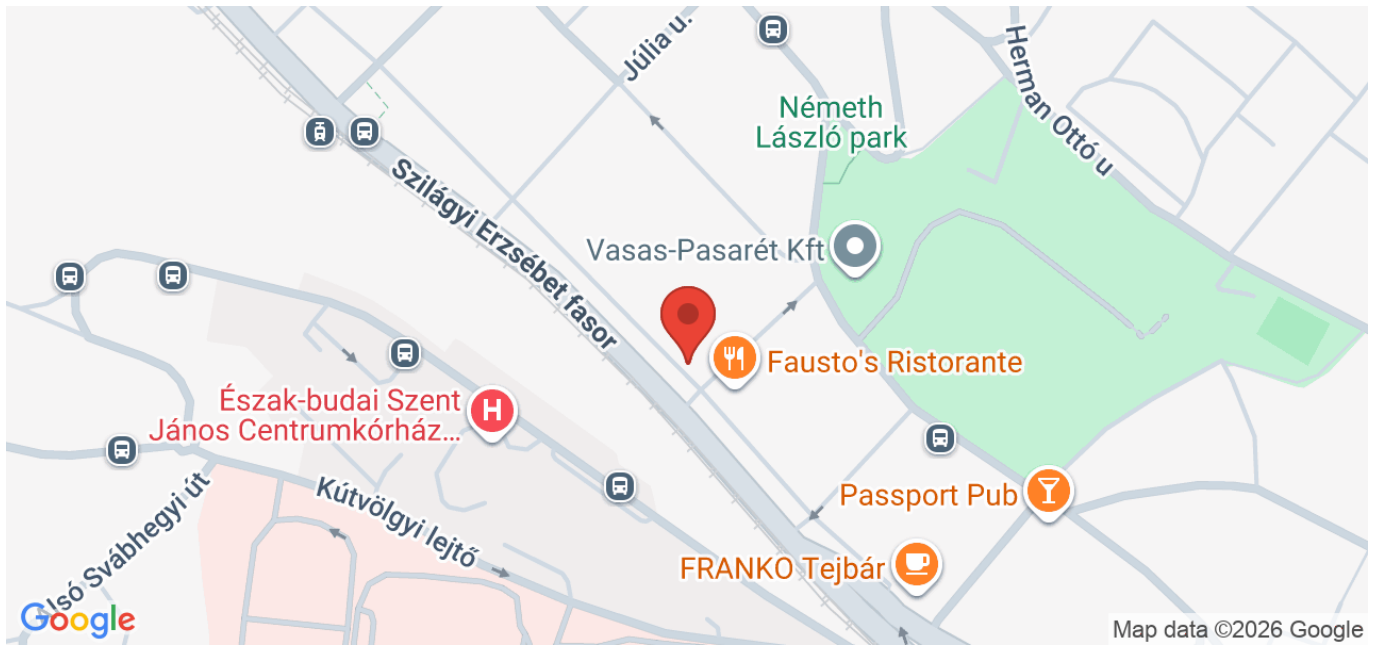 Júlia u.
Herman Ottó u
Németh
László park
Szilágyi Erzsébet fasor
Vasas-Pasarét Kft
Fausto's Ristorante
Észak-budai Szent
János Centrumkórház...
H
Kútvölgyi lejtő
Alsó Svábhegyi út
Passport Pub
FRANKO Tejbár
Google
Map data ©2026 Google